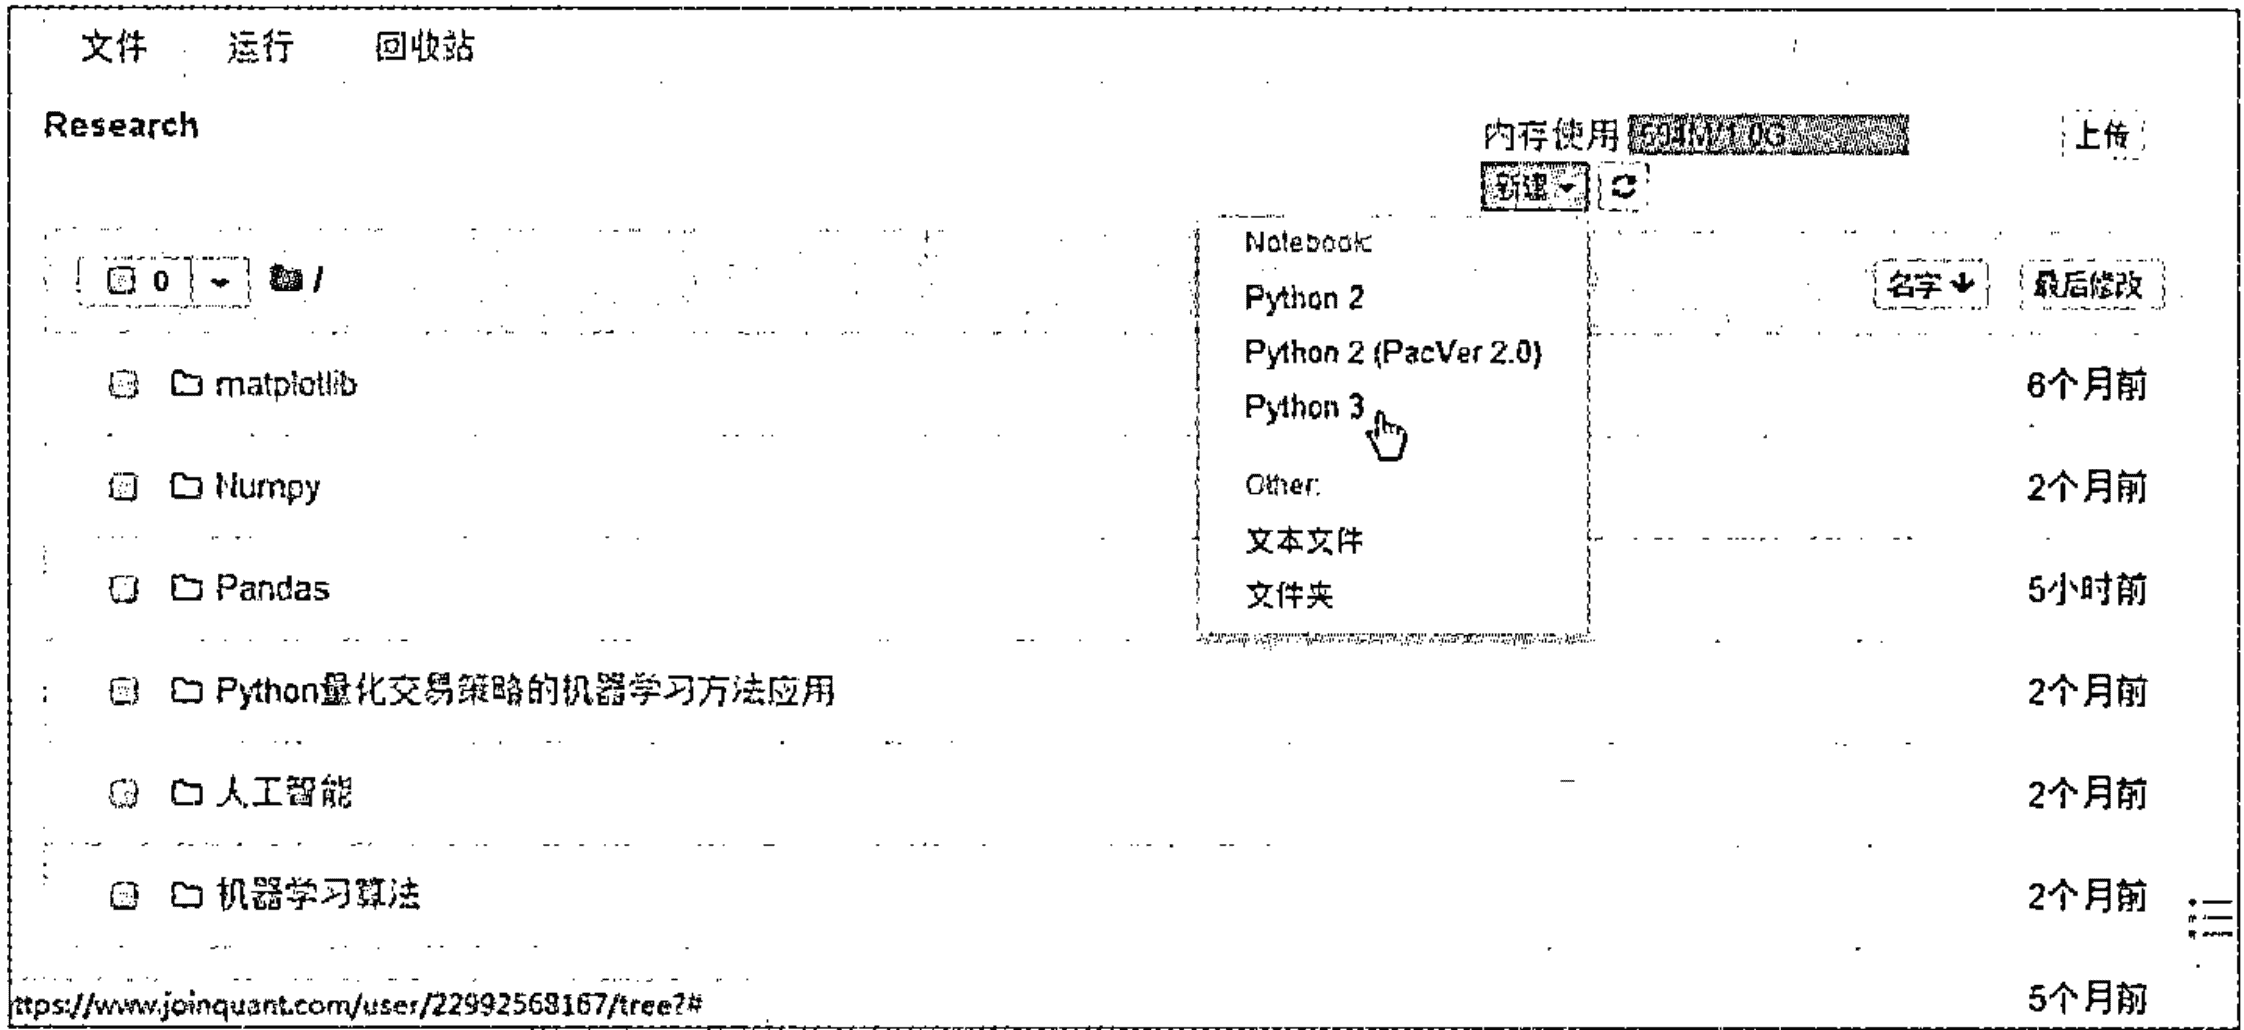 文件 运行 回收站
Research
内存使用 594M/1.0G 上传
新建
Notebook:
0 /
名字 最后修改
Python 2
Python 2 (PacVer 2.0)
Python 3
Other:
文本文件
文件夹
matplotlib 6个月前
Numpy 2个月前
Pandas 5小时前
Python量化交易策略的机器学习方法应用 2个月前
人工智能 2个月前
机器学习算法 2个月前
5个月前
ttps://www.joinquant.com/user/22992568167/tree?#